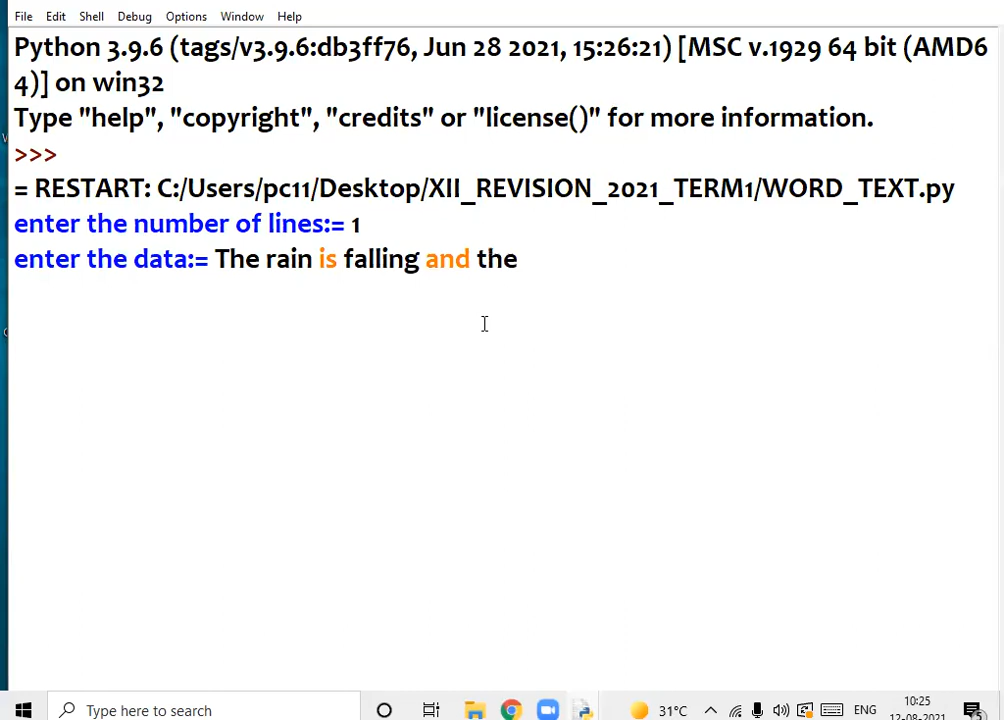 File Edit Shell Debug Options Window Help
Python 3.9.6 (tags/v3.9.6:db3ff76, Jun 28 2021, 15:26:21) [MSC v.1929 64 bit (AMD6
4)] on win32
Type "help", "copyright", "credits" or "license()" for more information.
>>>
= RESTART: C:/Users/pc11/Desktop/XII_REVISION_2021_TERM1/WORD_TEXT.py
enter the number of lines:= 1
enter the data:= The rain is falling and the
Type here to search 31°C ENG 10:25
12-08-2021